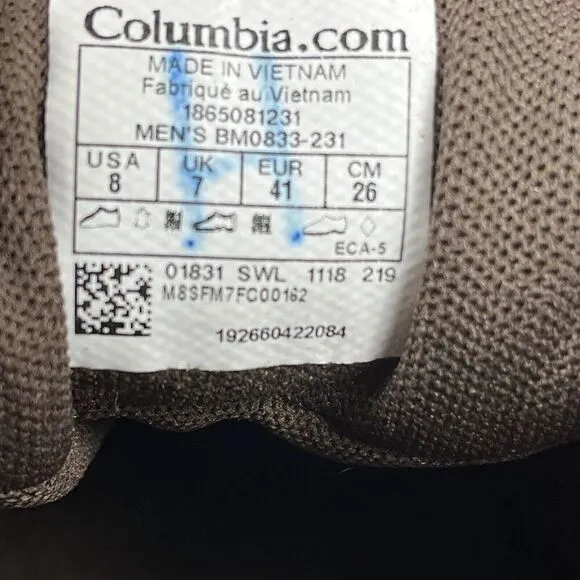 Columbia.com
MADE IN VIETNAM
Fabriqué au Vietnam
1865081231
MEN'S BM0833-231
USA UK EUR CM
8 7 41 26
ECA-5
01831 SWL 1118 219
M8SFM7FC00162
192660422084